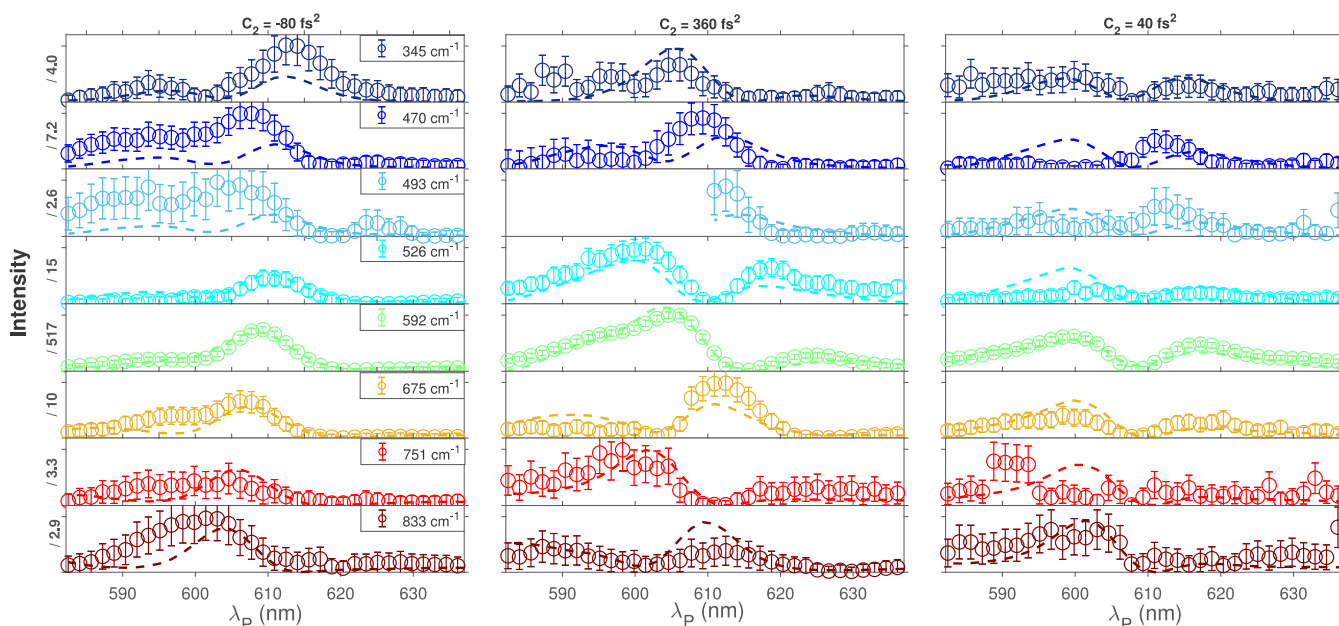 C₂ = -80 fs²
C₂ = 360 fs²
C₂ = 40 fs²
Intensity
/ 4.0
345 cm⁻¹
/ 7.2
470 cm⁻¹
/ 2.6
493 cm⁻¹
/ 15
526 cm⁻¹
/ 517
592 cm⁻¹
/ 10
675 cm⁻¹
/ 3.3
751 cm⁻¹
/ 2.9
833 cm⁻¹
590 600 610 620 630
590 600 610 620 630
590 600 610 620 630
λ_P (nm)
λ_P (nm)
λ_P (nm)